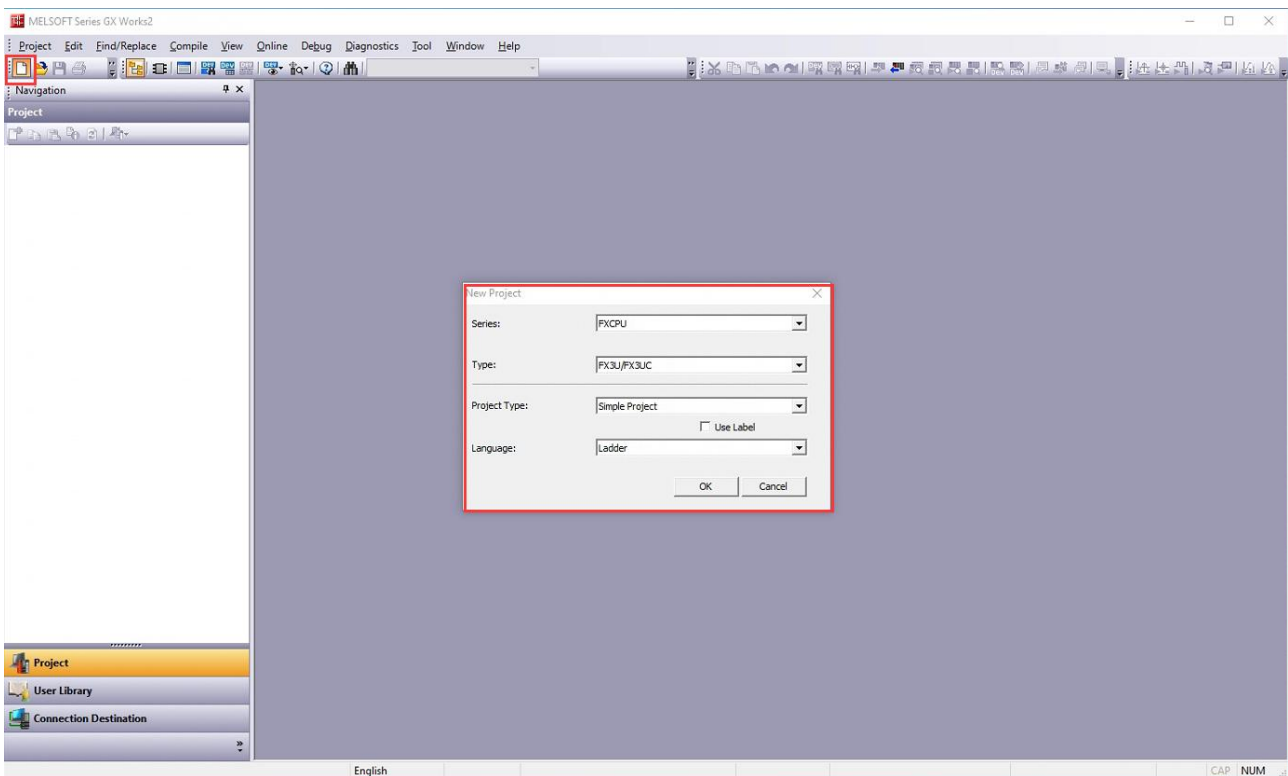 MELSOFT Series GX Works2
Project Edit Find/Replace Compile View Online Debug Diagnostics Tool Window Help
Navigation
Project
New Project
Series: FXCPU
Type: FX3U/FX3UC
Project Type: Simple Project
Use Label
Language: Ladder
OK Cancel
Project
User Library
Connection Destination
English CAP NUM